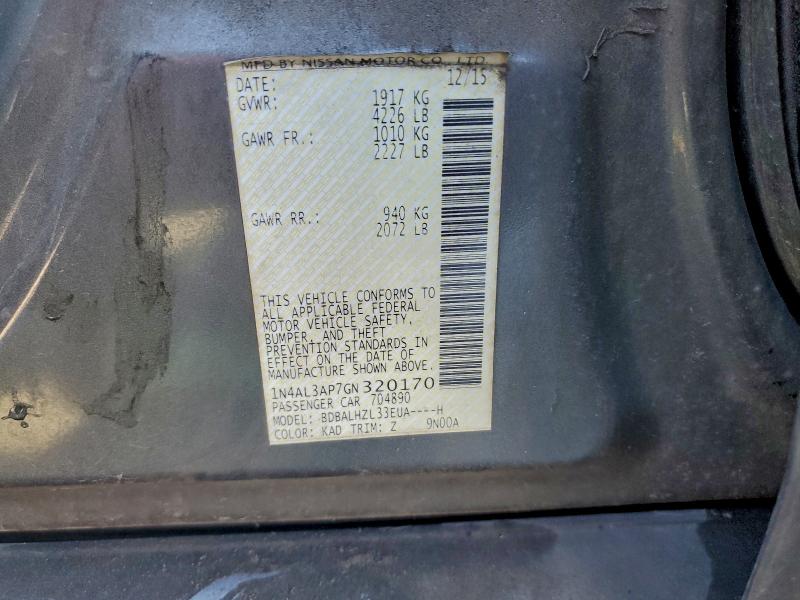 MFD BY NISSAN MOTOR CO., LTD.
DATE: 12/15
GVWR: 1917 KG
4226 LB
GAWR FR.: 1010 KG
2227 LB
GAWR RR.: 940 KG
2072 LB
THIS VEHICLE CONFORMS TO
ALL APPLICABLE FEDERAL
MOTOR VEHICLE SAFETY,
BUMPER, AND THEFT
PREVENTION STANDARDS IN
EFFECT ON THE DATE OF
MANUFACTURE SHOWN ABOVE.
1N4AL3AP7GN320170
PASSENGER CAR 704890
MODEL: BDBALHZL33EUA----H
COLOR: KAD TRIM: Z 9N00A